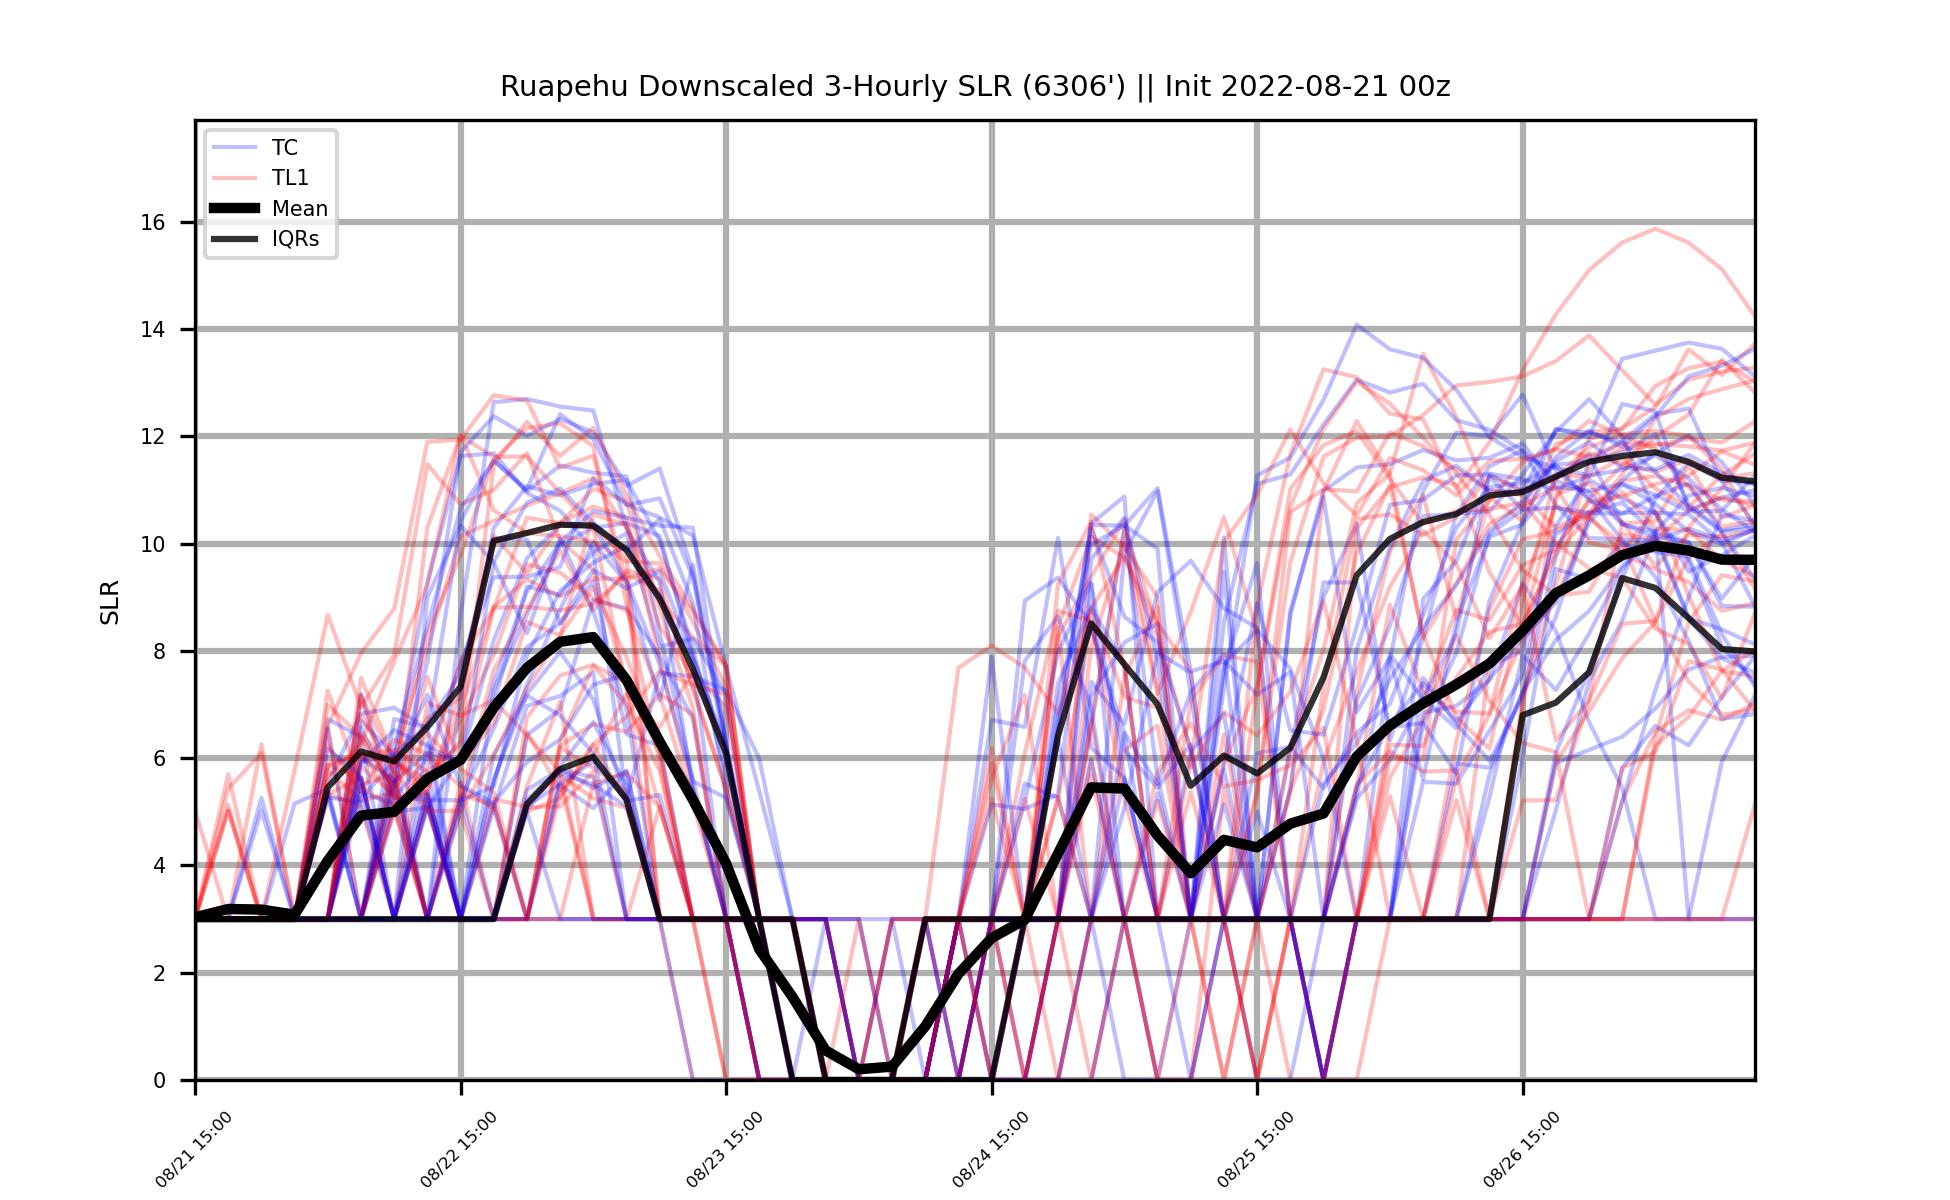 Ruapehu Downscaled 3-Hourly SLR (6306') || Init 2022-08-21 00z
TC
TL1
Mean
IQRs
16
14
12
10
8
6
4
2
0
SLR
08/21 15:00
08/22 15:00
08/23 15:00
08/24 15:00
08/25 15:00
08/26 15:00